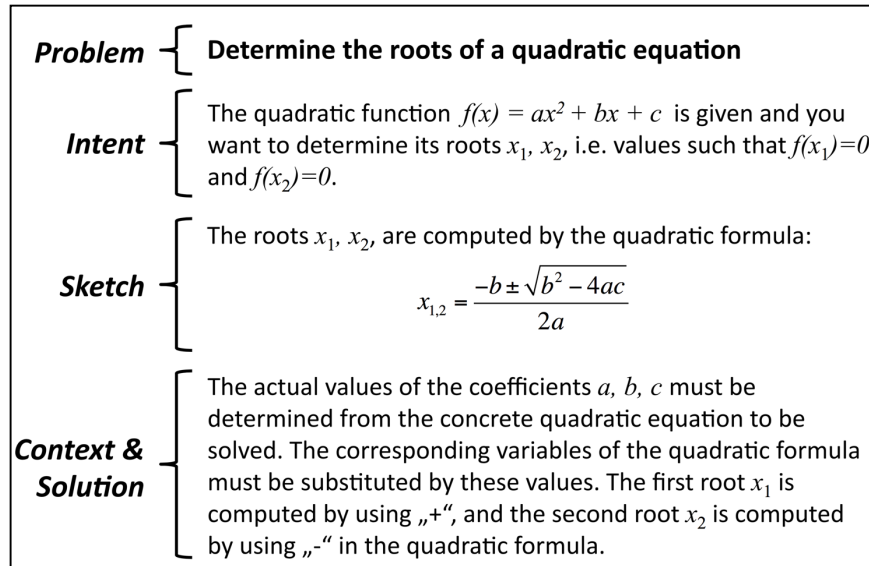 Problem
Determine the roots of a quadratic equation
Intent
The quadratic function f(x) = ax² + bx + c is given and you
want to determine its roots x₁, x₂, i.e. values such that f(x₁)=0
and f(x₂)=0.
Sketch
The roots x₁, x₂, are computed by the quadratic formula:
x₁,₂ = (-b ± √(b² − 4ac)) / 2a
Context &
Solution
The actual values of the coefficients a, b, c must be
determined from the concrete quadratic equation to be
solved. The corresponding variables of the quadratic formula
must be substituted by these values. The first root x₁ is
computed by using „+“, and the second root x₂ is computed
by using „-“ in the quadratic formula.